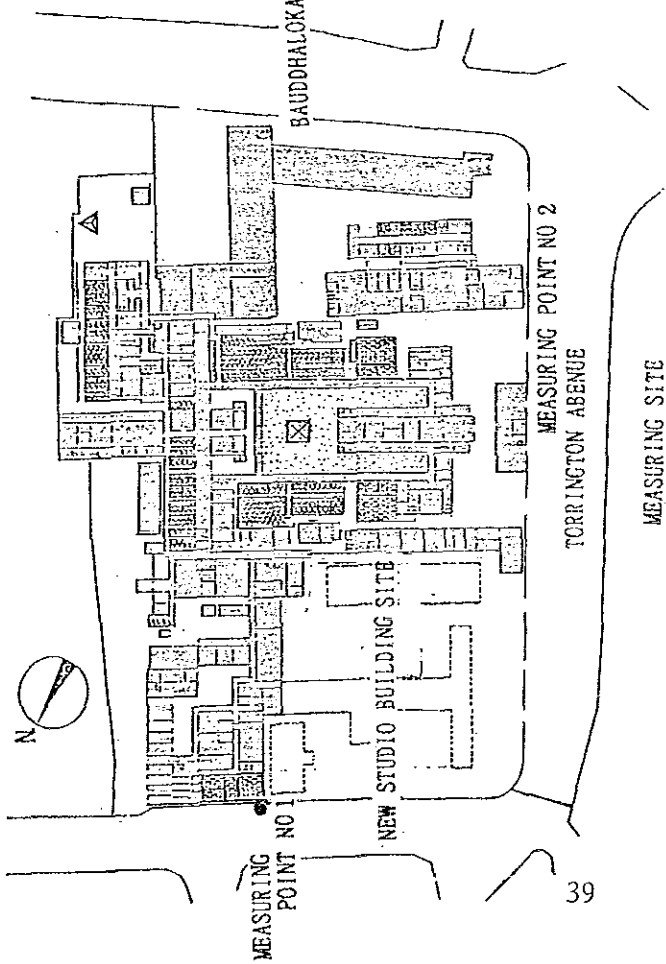 N
BAUDDHALOKA
MEASURING
POINT NO 1
NEW STUDIO BUILDING SITE
MEASURING POINT NO 2
TORRINGTON ABENUE
MEASURING SITE
39